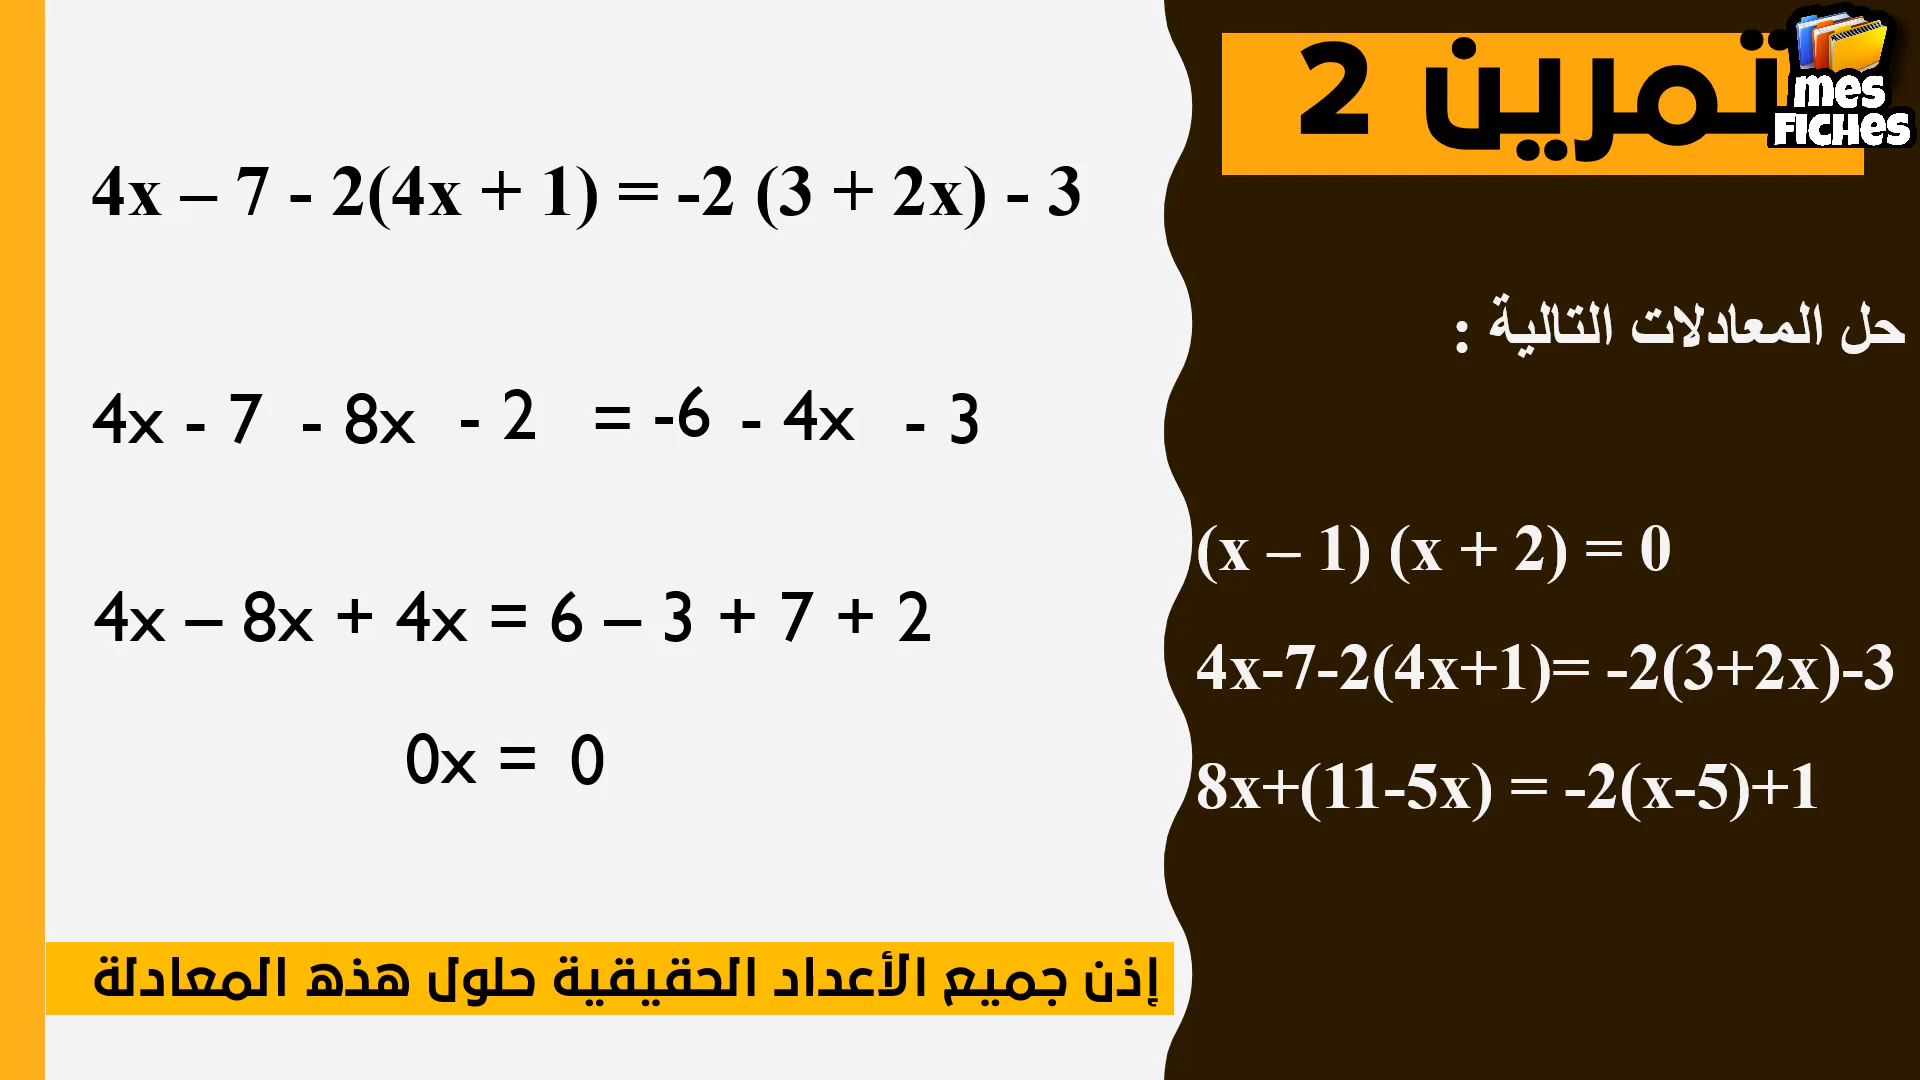 تمرين 2
mes
FICHES
حل المعادلات التالية :
(x – 1) (x + 2) = 0
4x-7-2(4x+1)= -2(3+2x)-3
8x+(11-5x) = -2(x-5)+1
4x – 7 - 2(4x + 1) = -2 (3 + 2x) - 3
4x - 7 - 8x - 2 = -6 - 4x - 3
4x – 8x + 4x = 6 – 3 + 7 + 2
0x = 0
إذن جميع الأعداد الحقيقية حلول هذه المعادلة